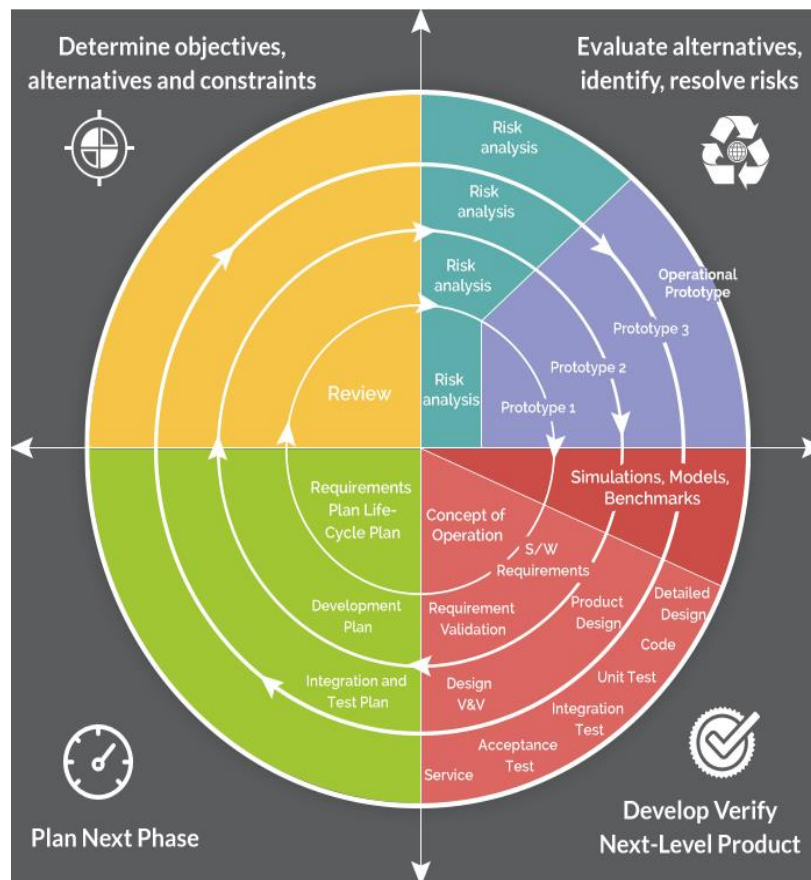 Determine objectives,
alternatives and constraints
Evaluate alternatives,
identify, resolve risks
Risk
analysis
Risk
analysis
Risk
analysis
Risk
analysis
Operational
Prototype
Prototype 3
Prototype 2
Prototype 1
Review
Requirements
Plan Life-
Cycle Plan
Development
Plan
Integration and
Test Plan
Simulations, Models,
Benchmarks
Concept of
Operation
S/W
Requirements
Requirement
Validation
Product
Design
Detailed
Design
Code
Unit Test
Design
V&V
Integration
Test
Acceptance
Test
Service
Plan Next Phase
Develop Verify
Next-Level Product